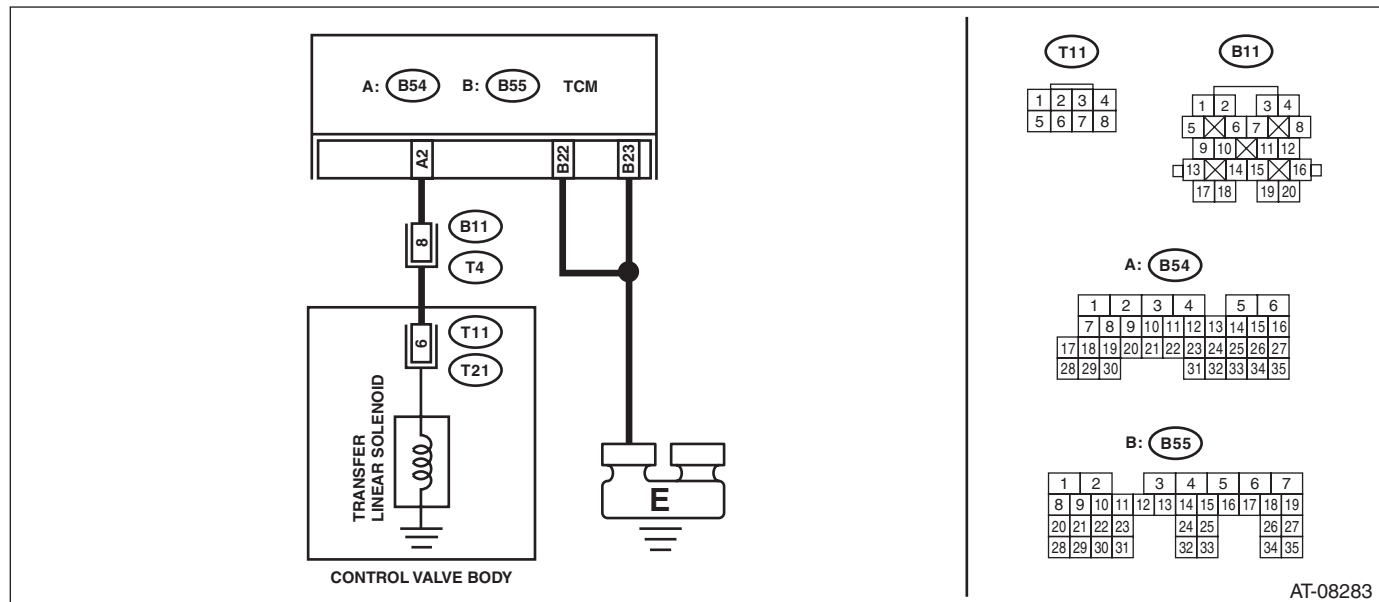 A: B54 B: B55 TCM
A2
B22
B23
8
B11
T4
6
T11
T21
TRANSFER
LINEAR SOLENOID
CONTROL VALVE BODY
E
T11
1 2 3 4
5 6 7 8
B11
1 2 3 4
5 6 7 8
9 10 11 12
13 14 15 16
17 18 19 20
A: B54
1 2 3 4 5 6
7 8 9 10 11 12 13 14 15 16
17 18 19 20 21 22 23 24 25 26 27
28 29 30 31 32 33 34 35
B: B55
1 2 3 4 5 6 7
8 9 10 11 12 13 14 15 16 17 18 19
20 21 22 23 24 25 26 27
28 29 30 31 32 33 34 35
AT-08283